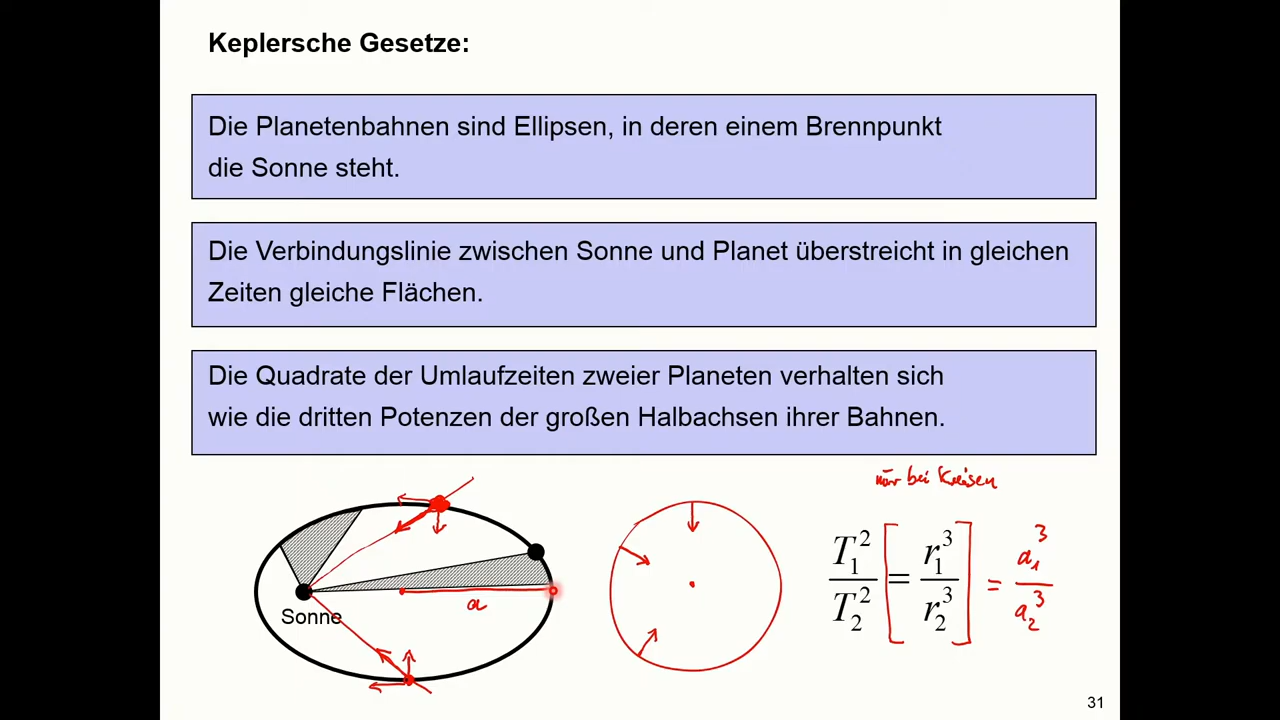 Keplersche Gesetze:
Die Planetenbahnen sind Ellipsen, in deren einem Brennpunkt
die Sonne steht.
Die Verbindungslinie zwischen Sonne und Planet überstreicht in gleichen
Zeiten gleiche Flächen.
Die Quadrate der Umlaufzeiten zweier Planeten verhalten sich
wie die dritten Potenzen der großen Halbachsen ihrer Bahnen.
nur bei Kreisen
Sonne
a
T₁²/T₂² [= r₁³/r₂³] = a₁³/a₂³
31